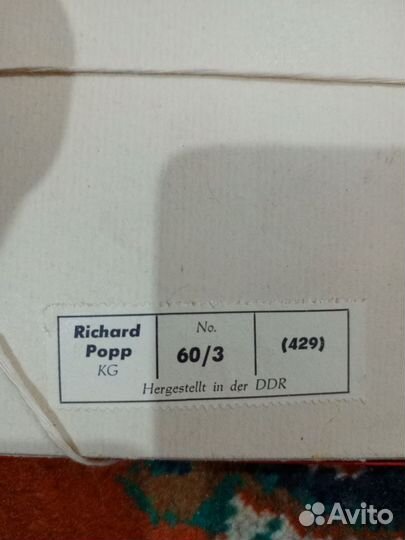 Richard
Popp
KG
No.
60/3
(429)
Hergestellt in der DDR
Avito